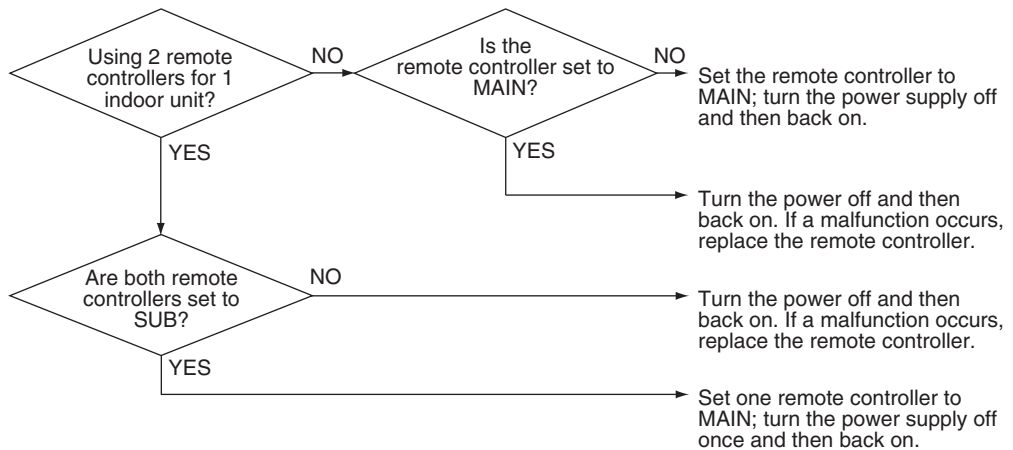 Using 2 remote
controllers for 1
indoor unit?
NO
Is the
remote controller set to
MAIN?
NO
Set the remote controller to
MAIN; turn the power supply off
and then back on.
YES
YES
Turn the power off and then
back on. If a malfunction occurs,
replace the remote controller.
Are both remote
controllers set to
SUB?
NO
Turn the power off and then
back on. If a malfunction occurs,
replace the remote controller.
YES
Set one remote controller to
MAIN; turn the power supply off
once and then back on.